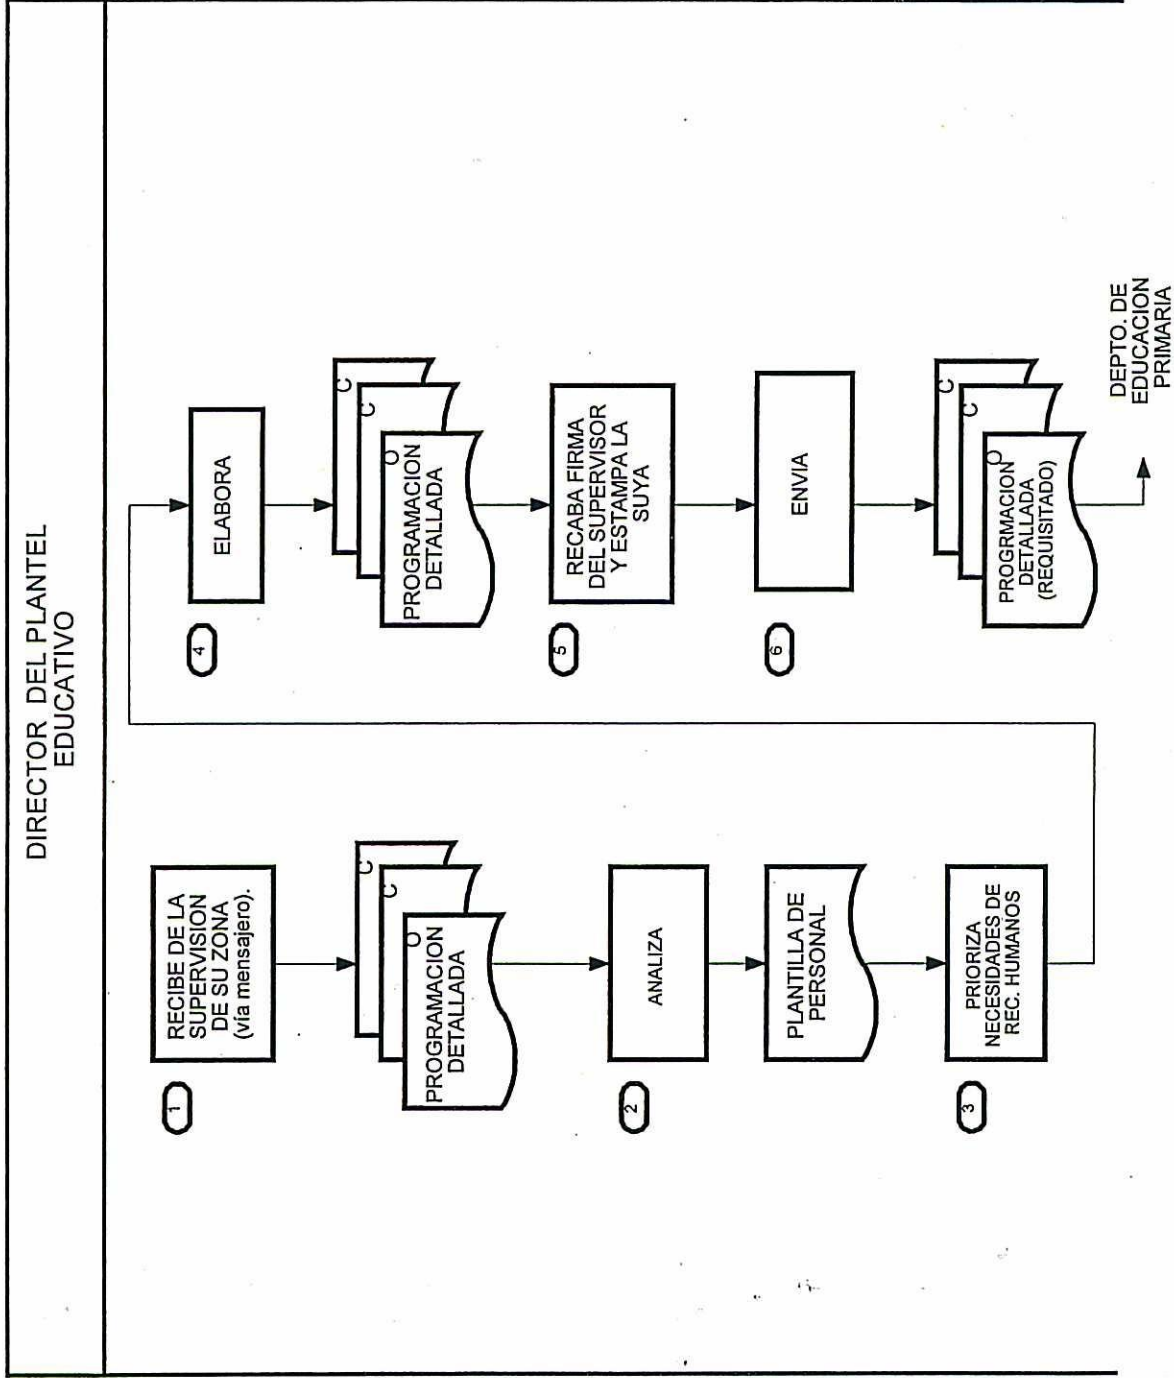 DIRECTOR DEL PLANTEL
EDUCATIVO
1
RECIBE DE LA
SUPERVISION
DE SU ZONA
(vía mensajero).
C
C
O
PROGRAMACION
DETALLADA
2
ANALIZA
PLANTILLA DE
PERSONAL
3
PRIORIZA
NECESIDADES DE
REC. HUMANOS
4
ELABORA
C
C
O
PROGRAMACION
DETALLADA
5
RECABA FIRMA
DEL SUPERVISOR
Y ESTAMPA LA
SUYA
6
ENVIA
C
C
O
PROGRMACION
DETALLADA
(REQUISITADO)
DEPTO. DE
EDUCACION
PRIMARIA